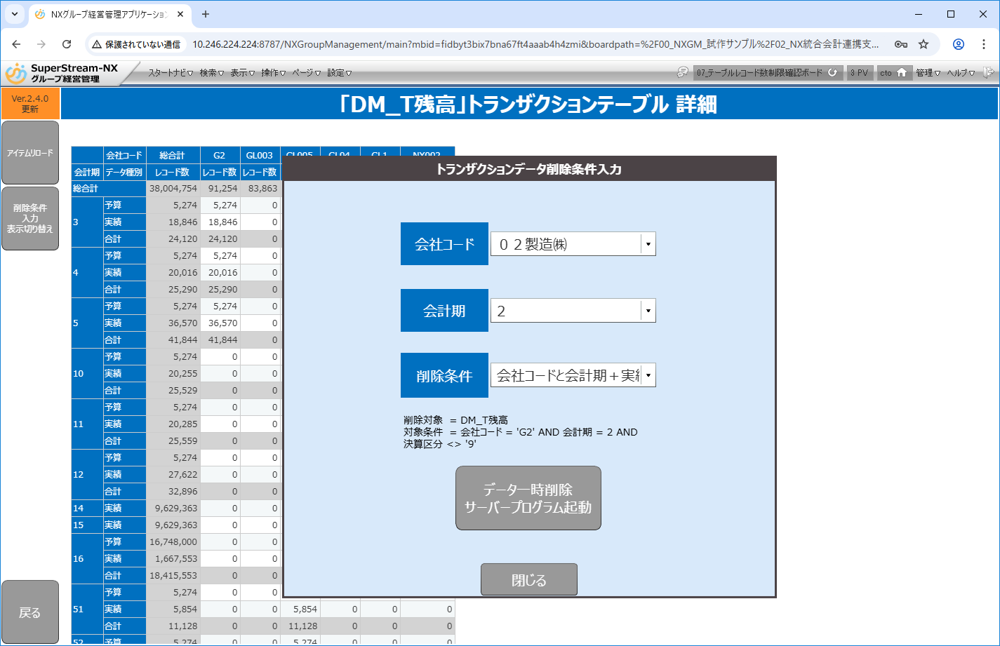 NXグループ経営管理アプリケーション
保護されていない通信
10.246.224.224:8787/NXGroupManagement/main?mbid=fidbyt3bix7bna67ft4aaab4h4zmi&boardpath=%2F00_NXGM_試作サンプル%2F02_NX統合会計連携支...
SuperStream-NX
グループ経営管理
スタートナビ▽ 検索▽ 表示▽ 操作▽ ページ▽ 設定▽
07_テーブルレコード数制限確認ボード
3 PV
cto
管理▽ ヘルプ▽
Ver.2.4.0
更新
「DM_T残高」トランザクションテーブル 詳細
アイテムリロード
削除条件
入力
表示切り替え
戻る
会社コード 総合計 G2 GL003 GL005 GL04 GL1 NX002
会計期 データ種別 レコード数 レコード数 レコード数
総合計 38,004,754 91,254 83,863
3 予算 5,274 5,274 0
実績 18,846 18,846 0
合計 24,120 24,120 0
4 予算 5,274 5,274 0
実績 20,016 20,016 0
合計 25,290 25,290 0
5 予算 5,274 5,274 0
実績 36,570 36,570 0
合計 41,844 41,844 0
10 予算 5,274 0 0
実績 20,255 0 0
合計 25,529 0 0
11 予算 5,274 0 0
実績 20,285 0 0
合計 25,559 0 0
12 予算 5,274 0 0
実績 27,622 0 0
合計 32,896 0 0
14 実績 9,629,363 0 0
15 実績 9,629,363 0 0
16 予算 16,748,000 0 0
実績 1,667,553 0 0
合計 18,415,553 0 0
51 予算 5,274 0 0
実績 5,854 0 0 5,854 0 0 0
合計 11,128 0 0 11,128 0 0 0
52 予算 5,274 0 0 5,274 0 0 0
トランザクションデータ削除条件入力
会社コード
０２製造㈱
会計期
2
削除条件
会社コードと会計期＋実績
削除対象 = DM_T残高
対象条件 = 会社コード = 'G2' AND 会計期 = 2 AND
決算区分 <> '9'
データ一時削除
サーバープログラム起動
閉じる